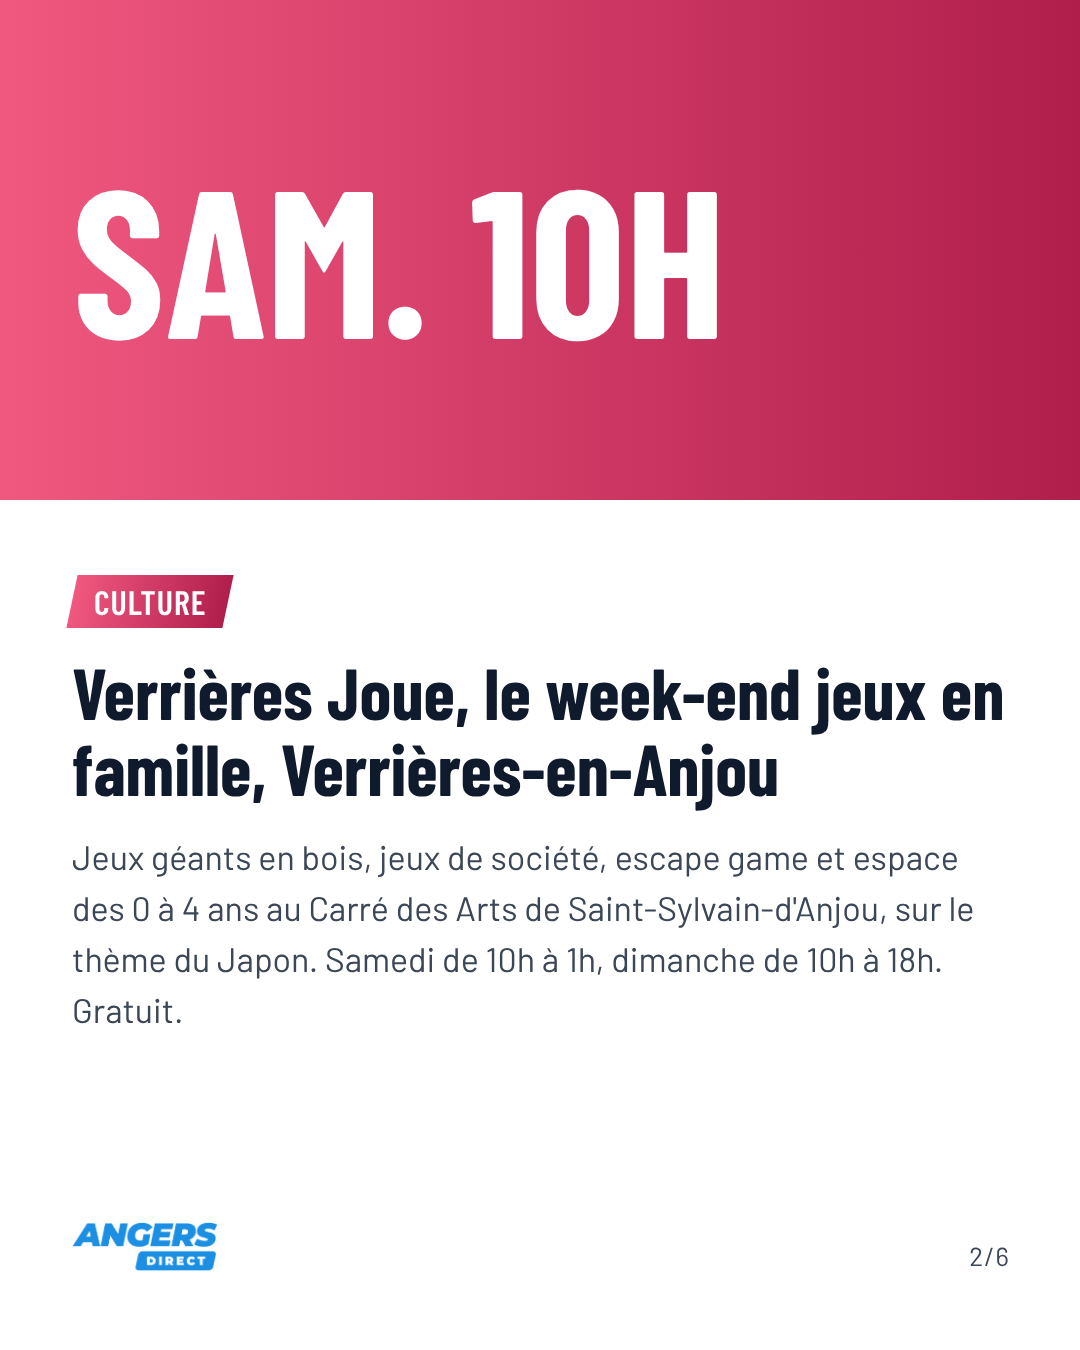 SAM. 10H
CULTURE
Verrières Joue, le week-end jeux en
famille, Verrières-en-Anjou
Jeux géants en bois, jeux de société, escape game et espace
des 0 à 4 ans au Carré des Arts de Saint-Sylvain-d'Anjou, sur le
thème du Japon. Samedi de 10h à 1h, dimanche de 10h à 18h.
Gratuit.
ANGERS
DIRECT
2/6